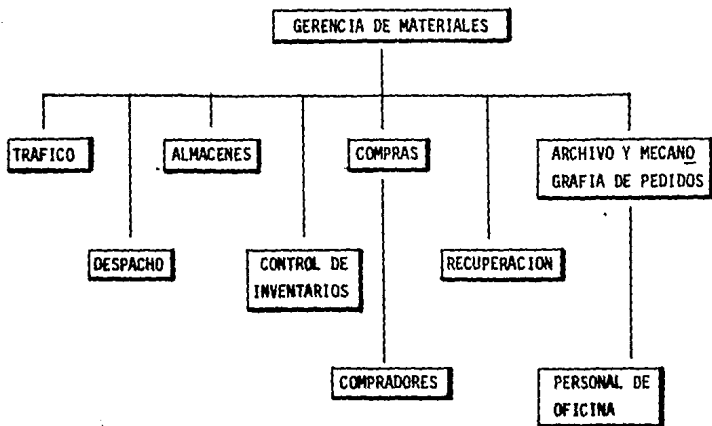 GERENCIA DE MATERIALES
TRAFICO
ALMACENES
COMPRAS
ARCHIVO Y MECANO
GRAFIA DE PEDIDOS
DESPACHO
CONTROL DE
INVENTARIOS
RECUPERACION
COMPRADORES
PERSONAL DE
OFICINA